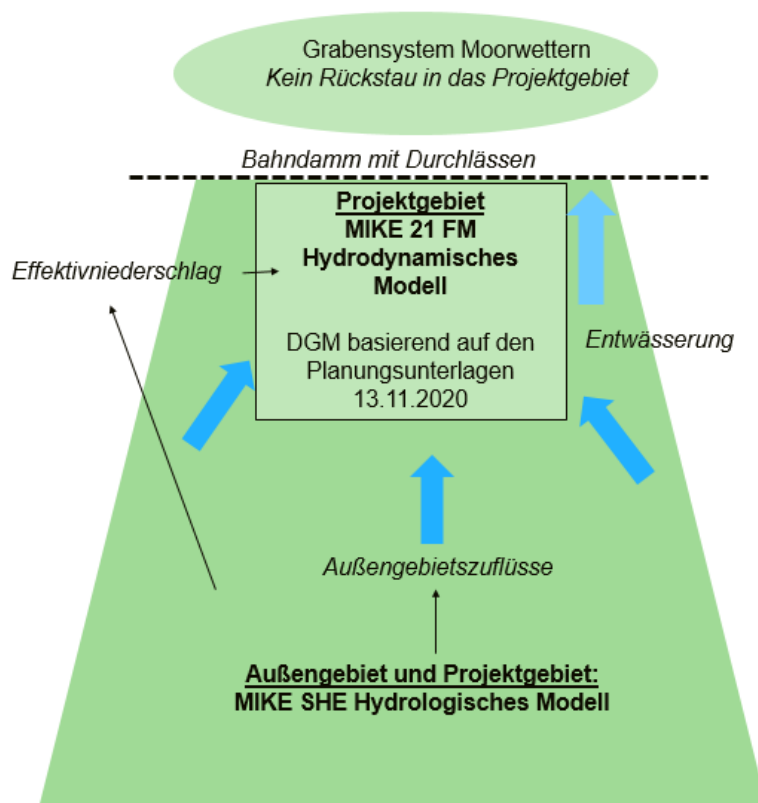 Grabensystem Moorwettern
Kein Rückstau in das Projektgebiet
Bahndamm mit Durchlässen
Projektgebiet
MIKE 21 FM
Hydrodynamisches
Modell
Effektivniederschlag
DGM basierend auf den
Planungsunterlagen
13.11.2020
Entwässerung
Außengebietszuflüsse
Außengebiet und Projektgebiet:
MIKE SHE Hydrologisches Modell